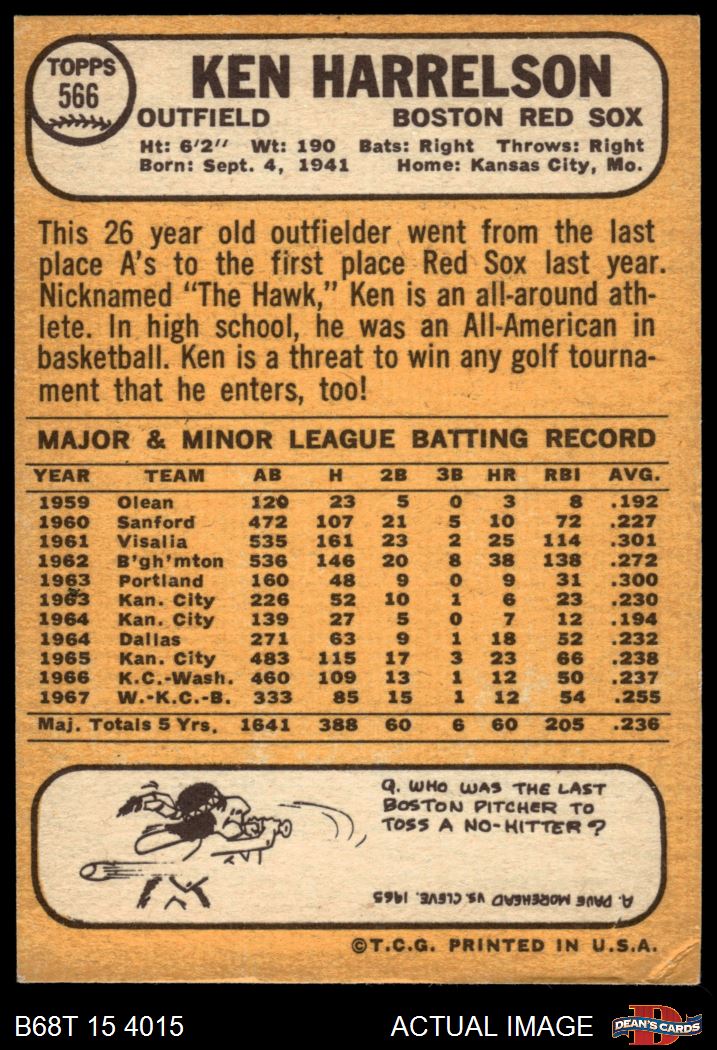 TOPPS
566
KEN HARRELSON
OUTFIELD BOSTON RED SOX
Ht: 6'2" Wt: 190 Bats: Right Throws: Right
Born: Sept. 4, 1941 Home: Kansas City, Mo.
This 26 year old outfielder went from the last
place A's to the first place Red Sox last year.
Nicknamed "The Hawk," Ken is an all-around ath-
lete. In high school, he was an All-American in
basketball. Ken is a threat to win any golf tourna-
ment that he enters, too!
MAJOR & MINOR LEAGUE BATTING RECORD
YEAR TEAM AB H 2B 3B HR RBI AVG.
1959 Olean 120 23 5 0 3 8 .192
1960 Sanford 472 107 21 5 10 72 .227
1961 Visalia 535 161 23 2 25 114 .301
1962 B'gh'mton 536 146 20 8 38 138 .272
1963 Portland 160 48 9 0 9 31 .300
1963 Kan. City 226 52 10 1 6 23 .230
1964 Kan. City 139 27 5 0 7 12 .194
1964 Dallas 271 63 9 1 18 52 .232
1965 Kan. City 483 115 17 3 23 66 .238
1966 K.C.-Wash. 460 109 13 1 12 50 .237
1967 W.-K.C.-B. 333 85 15 1 12 54 .255
Maj. Totals 5 Yrs. 1641 388 60 6 60 205 .236
Q. WHO WAS THE LAST
BOSTON PITCHER TO
TOSS A NO-HITTER?
A. DAVE MOREHEAD VS. CLEVE. 1965
©T.C.G. PRINTED IN U.S.A.
B68T 15 4015 ACTUAL IMAGE
D
DEAN'S CARDS